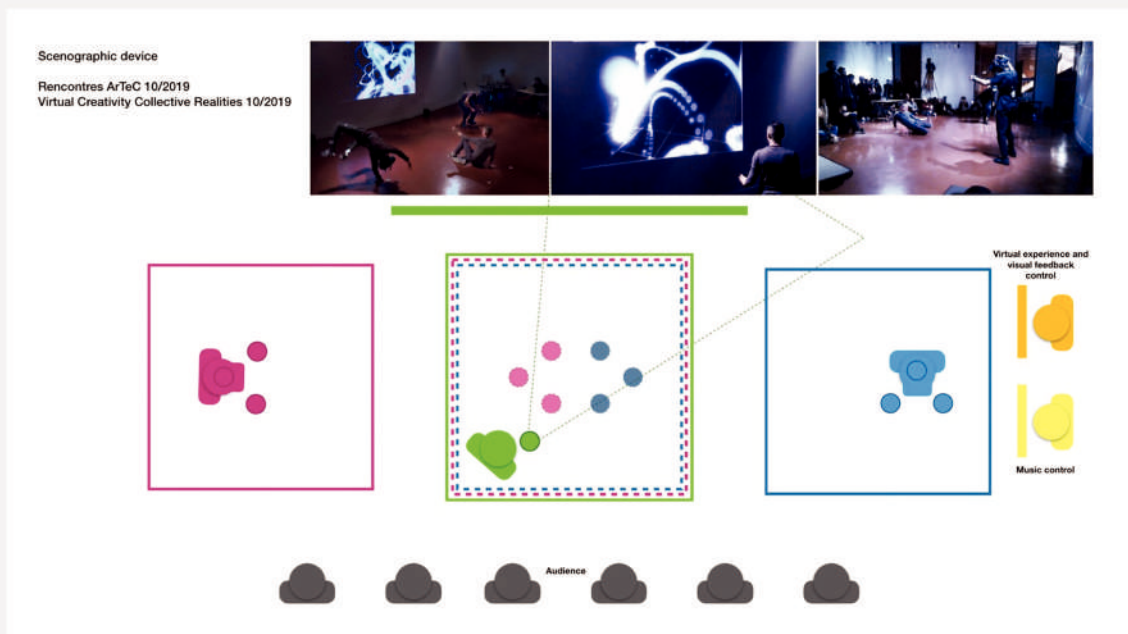 Scenographic device
Rencontres ArTeC 10/2019
Virtual Creativity Collective Realities 10/2019
Virtual experience and
visual feedback
control
Music control
Audience